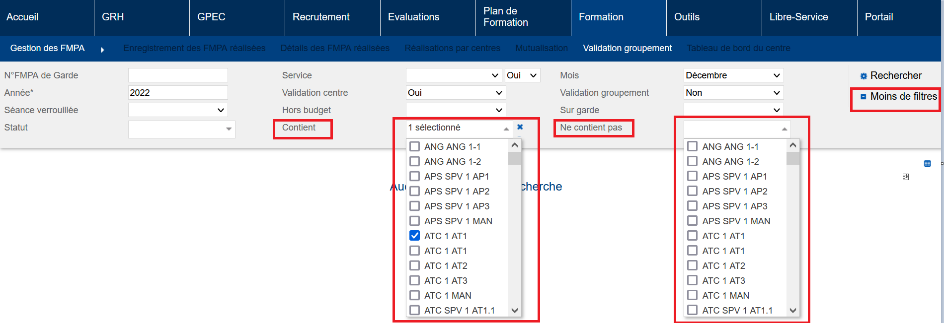 Accueil GRH GPEC Recrutement Evaluations Plan de Formation Formation Outils Libre-Service Portail
Gestion des FMPA Enregistrement des FMPA réalisées Détails des FMPA réalisées Réalisations par centres Mutualisation Validation groupement Tableau de bord du centre
N°FMPA de Garde Service Oui Mois Décembre Rechercher
Année* 2022 Validation centre Oui Validation groupement Non Moins de filtres
Séance verrouillée Hors budget Sur garde
Statut Contient 1 sélectionné Ne contient pas
ANG ANG 1-1 ANG ANG 1-1
ANG ANG 1-2 ANG ANG 1-2
APS SPV 1 AP1 APS SPV 1 AP1
Au cherche
APS SPV 1 AP2 APS SPV 1 AP2
APS SPV 1 AP3 APS SPV 1 AP3
APS SPV 1 MAN APS SPV 1 MAN
ATC 1 AT1 ATC 1 AT1
ATC 1 AT1 ATC 1 AT1
ATC 1 AT2 ATC 1 AT2
ATC 1 AT3 ATC 1 AT3
ATC 1 MAN ATC 1 MAN
ATC SPV 1 AT1.1 ATC SPV 1 AT1.1